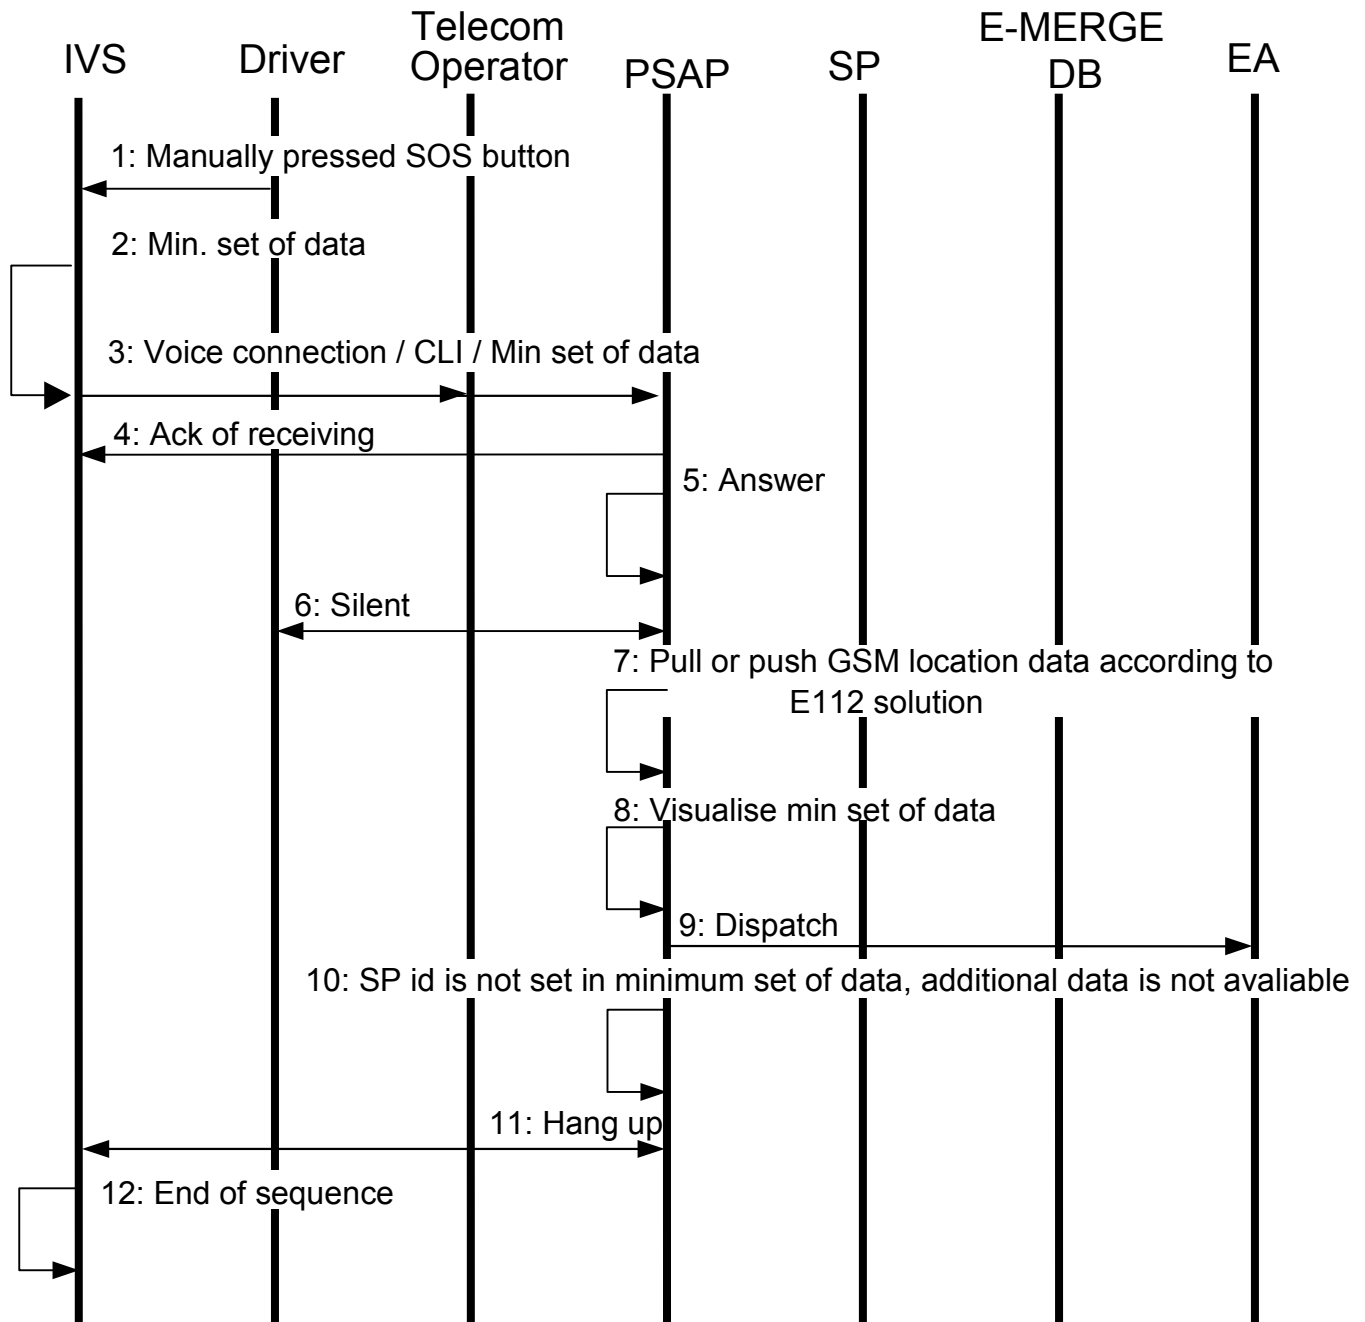 IVS
Driver
Telecom
Operator
PSAP
SP
E-MERGE
DB
EA
1: Manually pressed SOS button
2: Min. set of data
3: Voice connection / CLI / Min set of data
4: Ack of receiving
5: Answer
6: Silent
7: Pull or push GSM location data according to
E112 solution
8: Visualise min set of data
9: Dispatch
10: SP id is not set in minimum set of data, additional data is not avaliable
11: Hang up
12: End of sequence